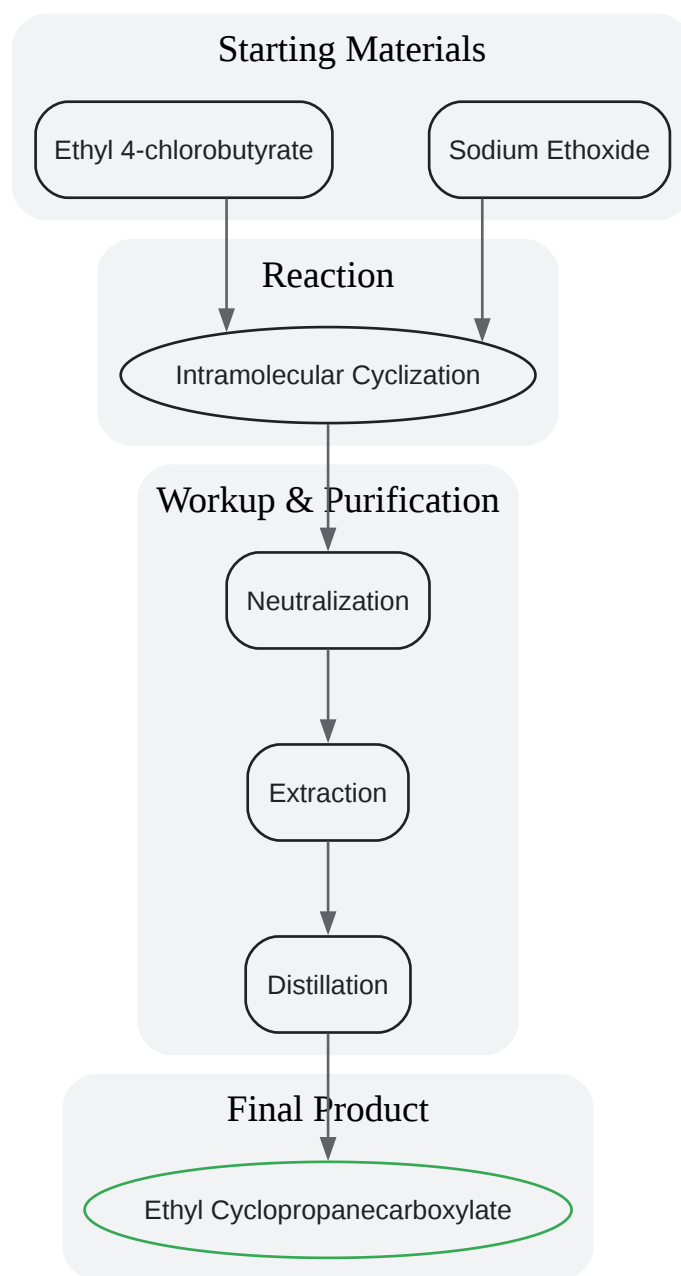 Starting Materials
Ethyl 4-chlorobutyrate
Sodium Ethoxide
Reaction
Intramolecular Cyclization
Workup & Purification
Neutralization
Extraction
Distillation
Final Product
Ethyl Cyclopropanecarboxylate